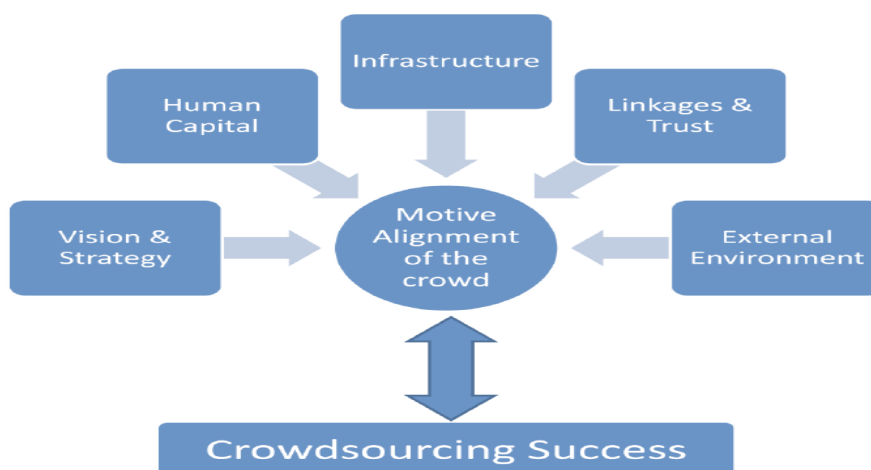 Infrastructure
Human
Capital
Linkages &
Trust
Vision &
Strategy
Motive
Alignment
of the
crowd
External
Environment
Crowdsourcing Success